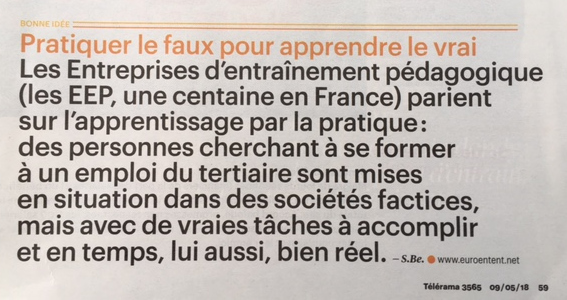 BONNE IDÉE
Pratiquer le faux pour apprendre le vrai
Les Entreprises d'entraînement pédagogique
(les EEP, une centaine en France) parient
sur l'apprentissage par la pratique :
des personnes cherchant à se former
à un emploi du tertiaire sont mises
en situation dans des sociétés factices,
mais avec de vraies tâches à accomplir
et en temps, lui aussi, bien réel. – S.Be. ● www.euroentent.net
Télérama 3565 09/05/18 59